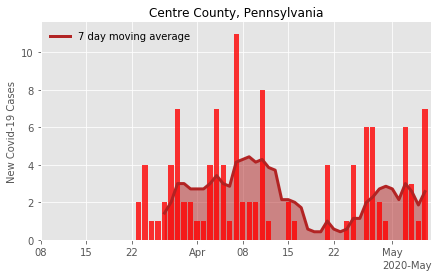 Centre County, Pennsylvania
7 day moving average
New Covid-19 Cases
10
8
6
4
2
0
08 15 22 Apr 08 15 22 May
2020-May